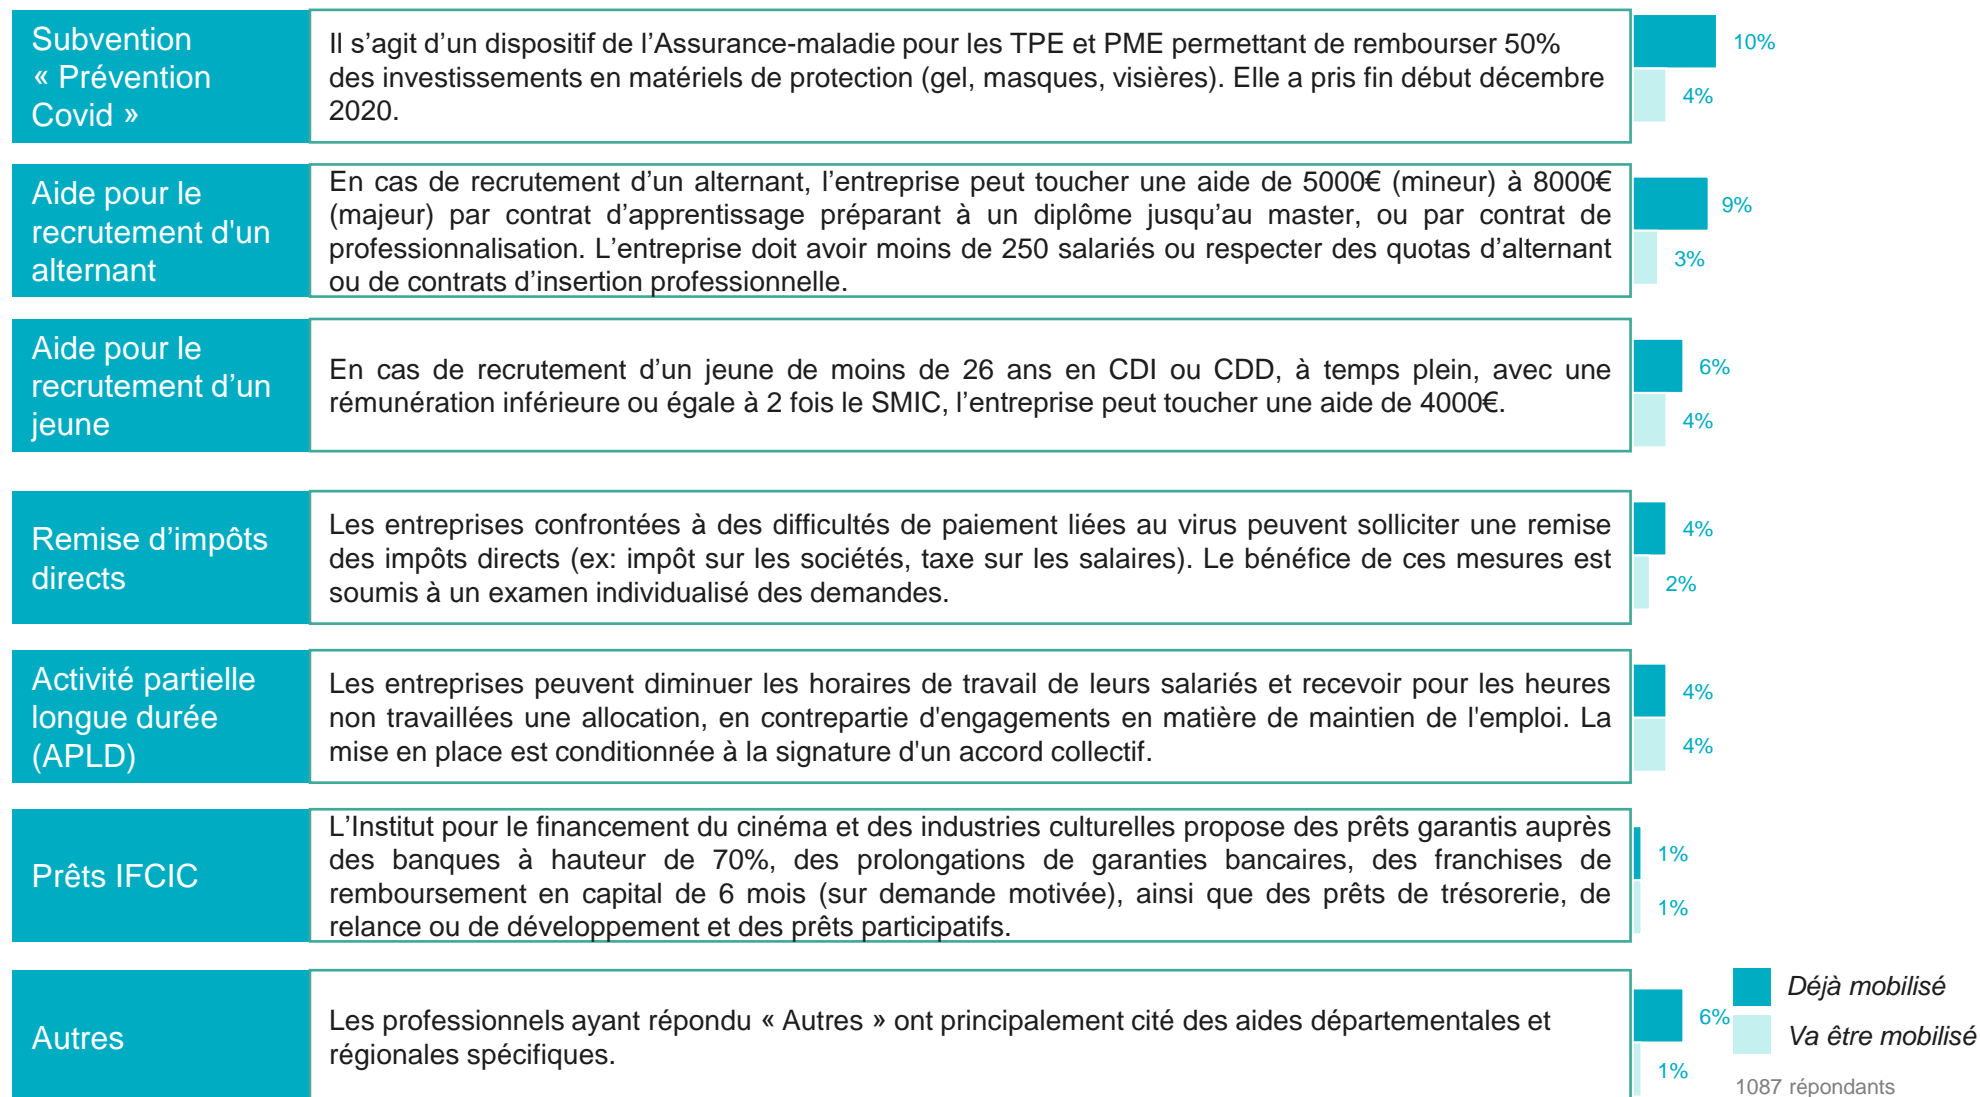 Subvention
« Prévention
Covid »
Il s’agit d’un dispositif de l’Assurance-maladie pour les TPE et PME permettant de rembourser 50%
des investissements en matériels de protection (gel, masques, visières). Elle a pris fin début décembre
2020.
10%
4%
Aide pour le
recrutement d'un
alternant
En cas de recrutement d’un alternant, l’entreprise peut toucher une aide de 5000€ (mineur) à 8000€
(majeur) par contrat d’apprentissage préparant à un diplôme jusqu’au master, ou par contrat de
professionnalisation. L’entreprise doit avoir moins de 250 salariés ou respecter des quotas d’alternant
ou de contrats d’insertion professionnelle.
9%
3%
Aide pour le
recrutement d’un
jeune
En cas de recrutement d’un jeune de moins de 26 ans en CDI ou CDD, à temps plein, avec une
rémunération inférieure ou égale à 2 fois le SMIC, l’entreprise peut toucher une aide de 4000€.
6%
4%
Remise d’impôts
directs
Les entreprises confrontées à des difficultés de paiement liées au virus peuvent solliciter une remise
des impôts directs (ex: impôt sur les sociétés, taxe sur les salaires). Le bénéfice de ces mesures est
soumis à un examen individualisé des demandes.
4%
2%
Activité partielle
longue durée
(APLD)
Les entreprises peuvent diminuer les horaires de travail de leurs salariés et recevoir pour les heures
non travaillées une allocation, en contrepartie d'engagements en matière de maintien de l'emploi. La
mise en place est conditionnée à la signature d'un accord collectif.
4%
4%
Prêts IFCIC
L’Institut pour le financement du cinéma et des industries culturelles propose des prêts garantis auprès
des banques à hauteur de 70%, des prolongations de garanties bancaires, des franchises de
remboursement en capital de 6 mois (sur demande motivée), ainsi que des prêts de trésorerie, de
relance ou de développement et des prêts participatifs.
1%
1%
Autres
Les professionnels ayant répondu « Autres » ont principalement cité des aides départementales et
régionales spécifiques.
6%
1%
Déjà mobilisé
Va être mobilisé
1087 répondants